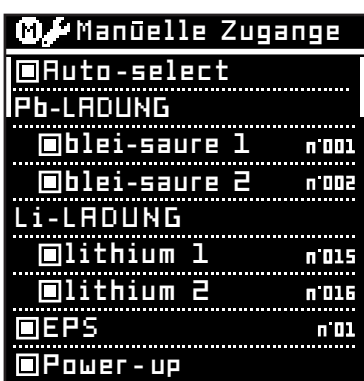 M Manūelle Zugange
Auto-select
Pb-LADUNG
blei-saure 1 n°001
blei-saure 2 n°002
Li-LADUNG
lithium 1 n°015
lithium 2 n°016
EPS n°01
Power-up